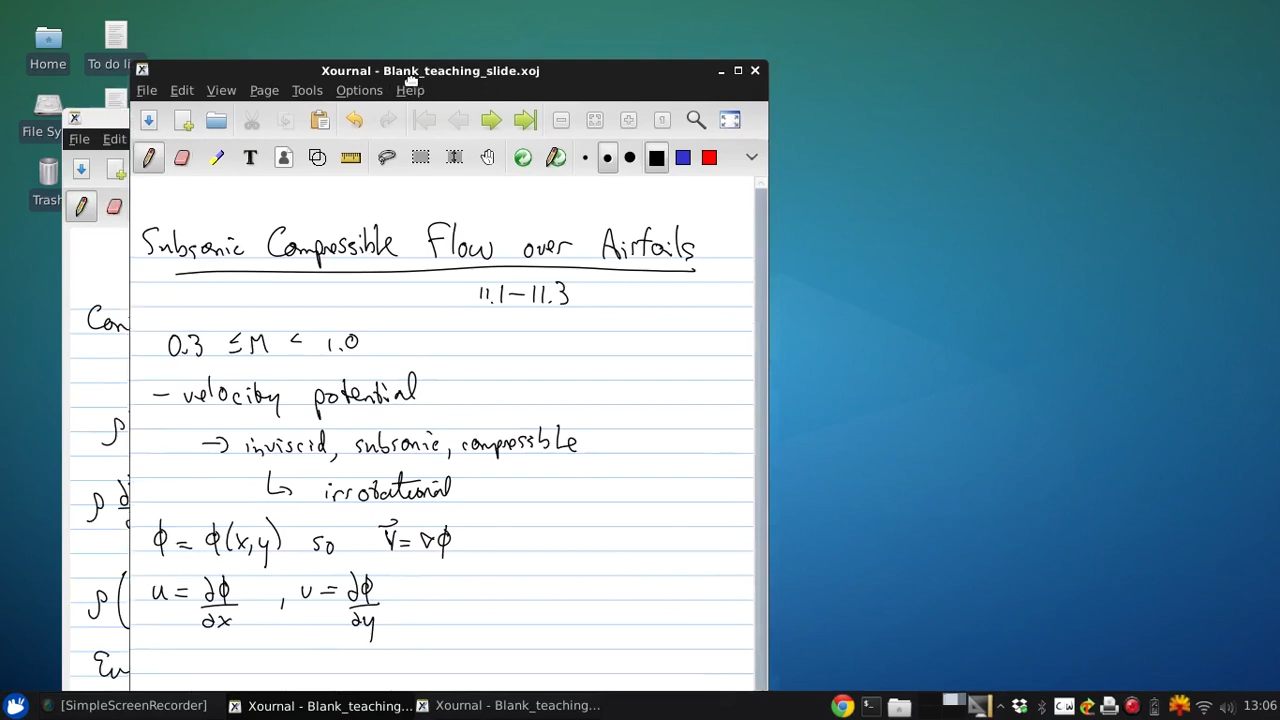 Home
To do li
File Sy
Trash
Xournal - Blank_teaching_slide.xoj
File Edit View Page Tools Options Help
File Edit
Subsonic Compressible Flow over Airfoils
11.1-11.3
0.3 ≤ M < 1.0
- velocity potential
→ inviscid, subsonic, compressible
↳ irrotational
ϕ = ϕ(x,y) so V⃗ = ∇ϕ
u = ∂ϕ/∂x , v = ∂ϕ/∂y
Con
ρ
ρ ∂
ρ(
Eu
[SimpleScreenRecorder]
Xournal - Blank_teaching...
Xournal - Blank_teaching...
13:06